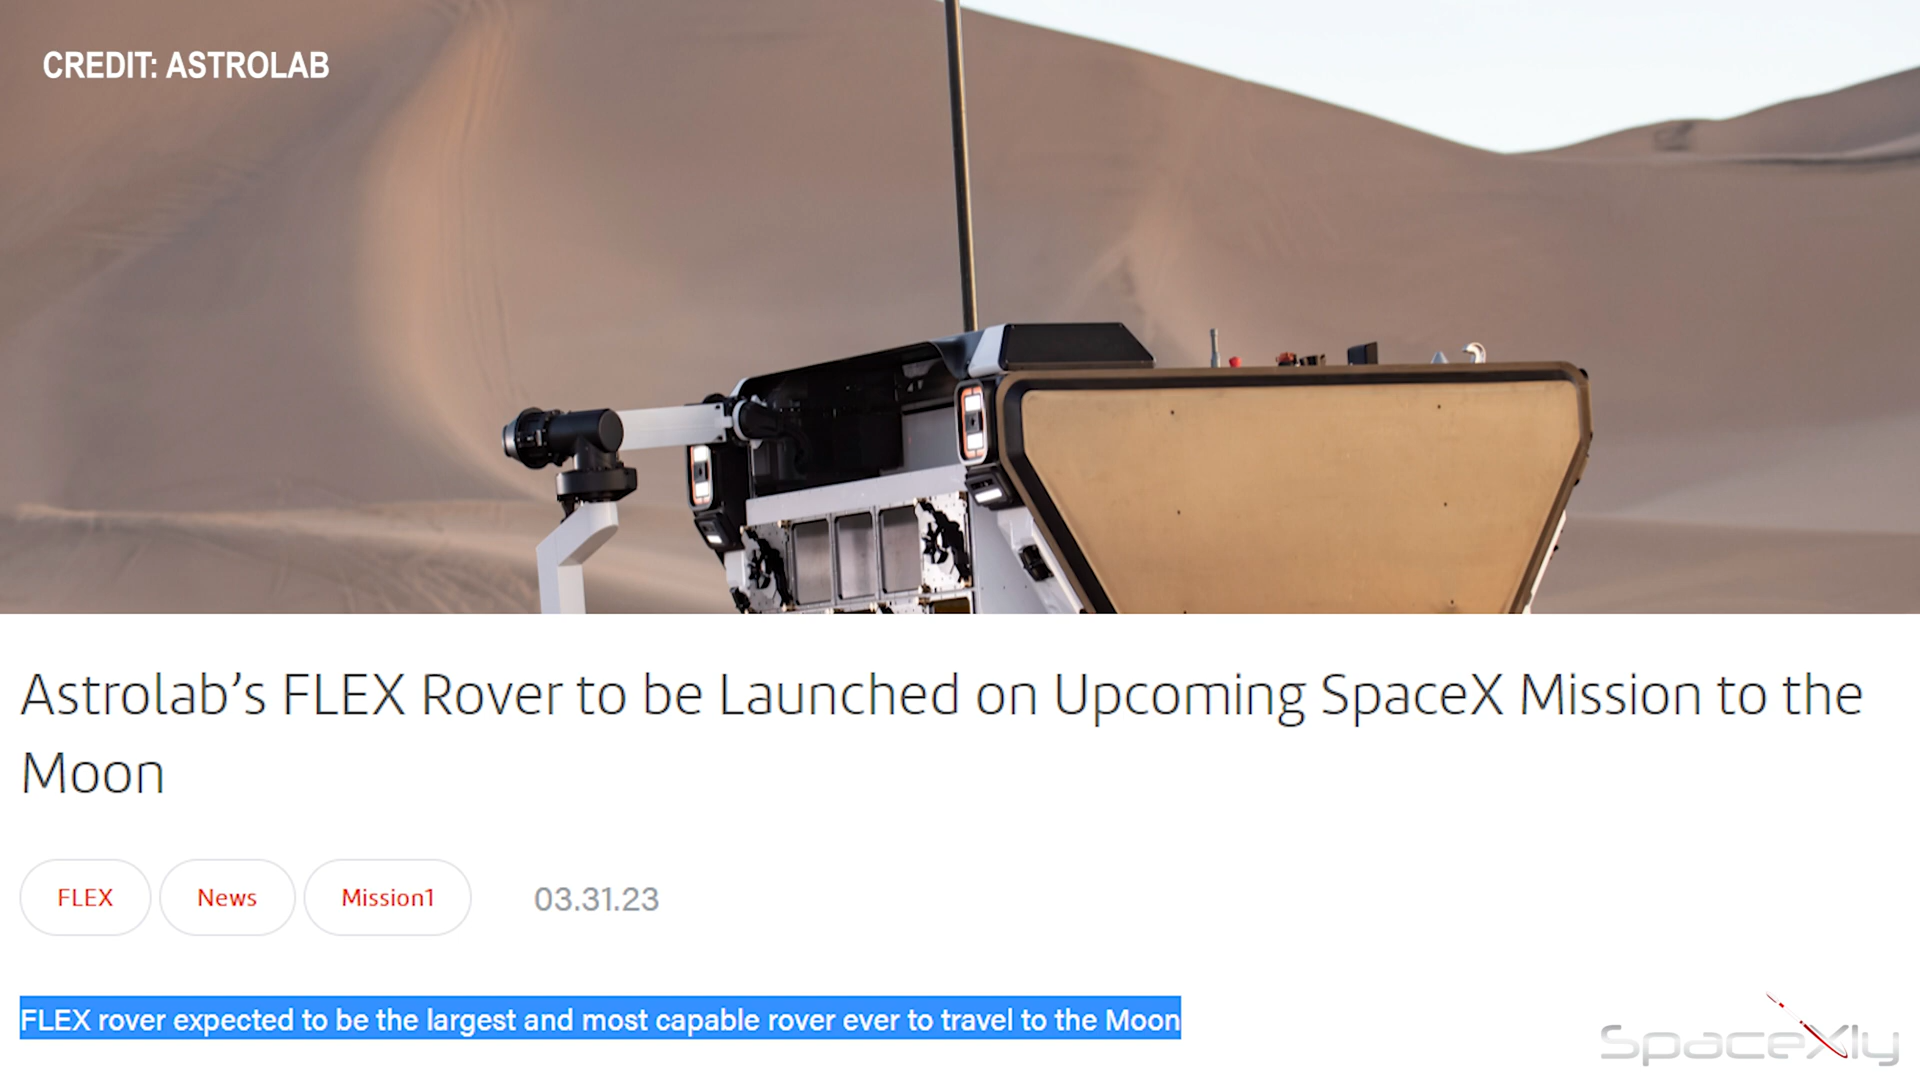 CREDIT: ASTROLAB
Astrolab’s FLEX Rover to be Launched on Upcoming SpaceX Mission to the
Moon
FLEX News Mission1 03.31.23
FLEX rover expected to be the largest and most capable rover ever to travel to the Moon
SpaceXly